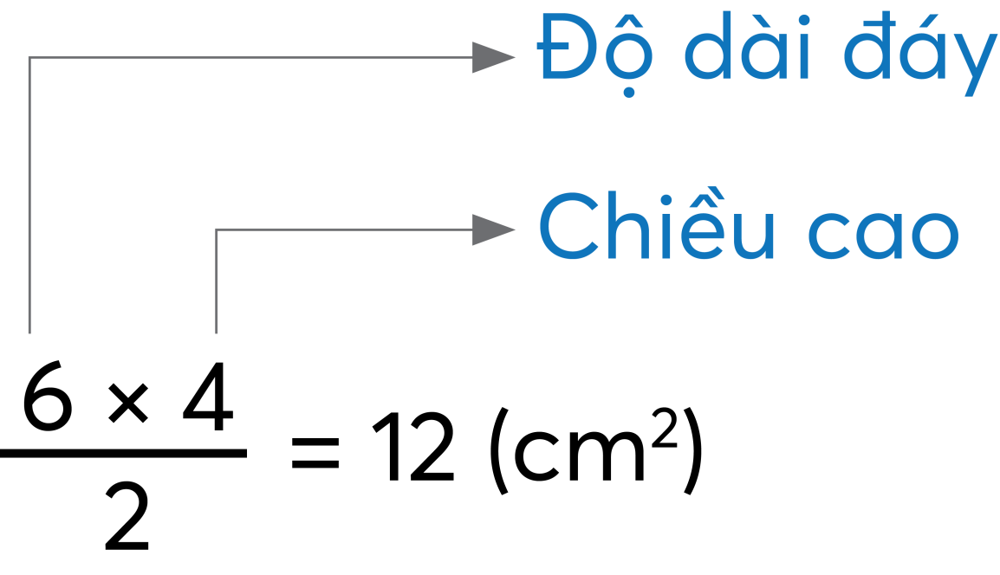 Độ dài đáy
Chiều cao
6 × 4
2
= 12 (cm²)